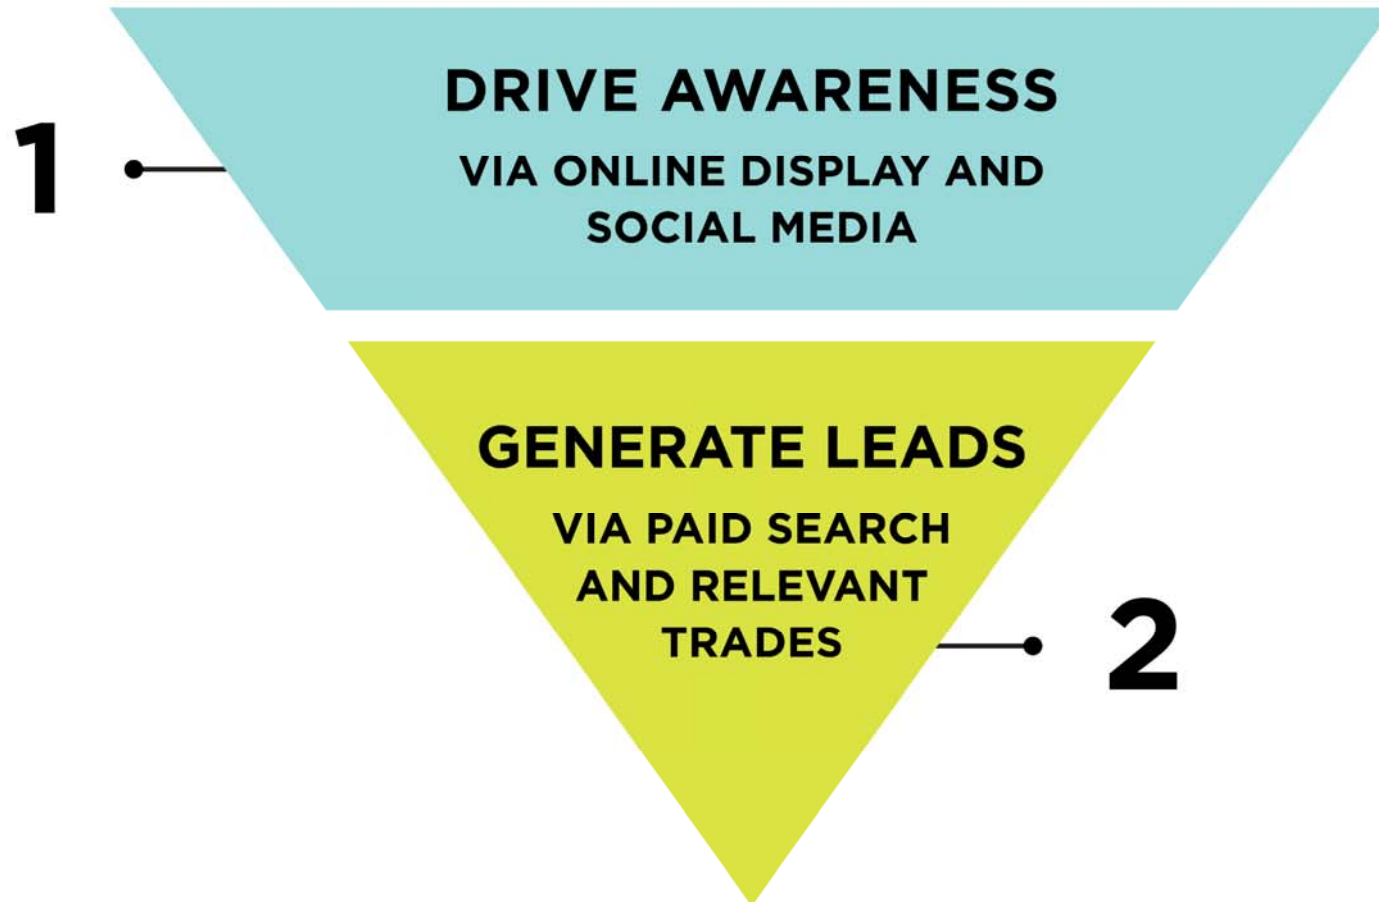 1
DRIVE AWARENESS
VIA ONLINE DISPLAY AND
SOCIAL MEDIA
GENERATE LEADS
VIA PAID SEARCH
AND RELEVANT
TRADES
2